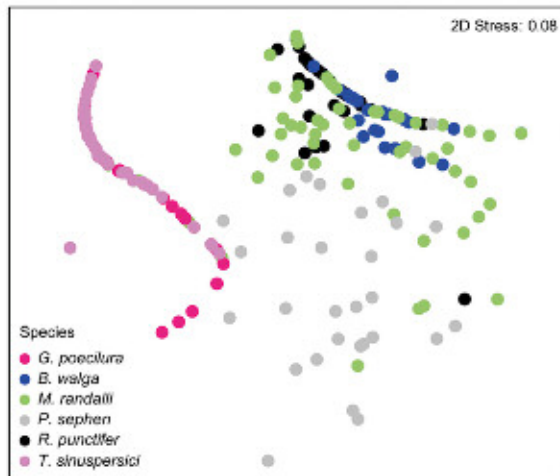 2D Stress: 0.08
Species
G. poecilura
B. walga
M. randalli
P. sephen
R. punctifer
T. sinuspersici